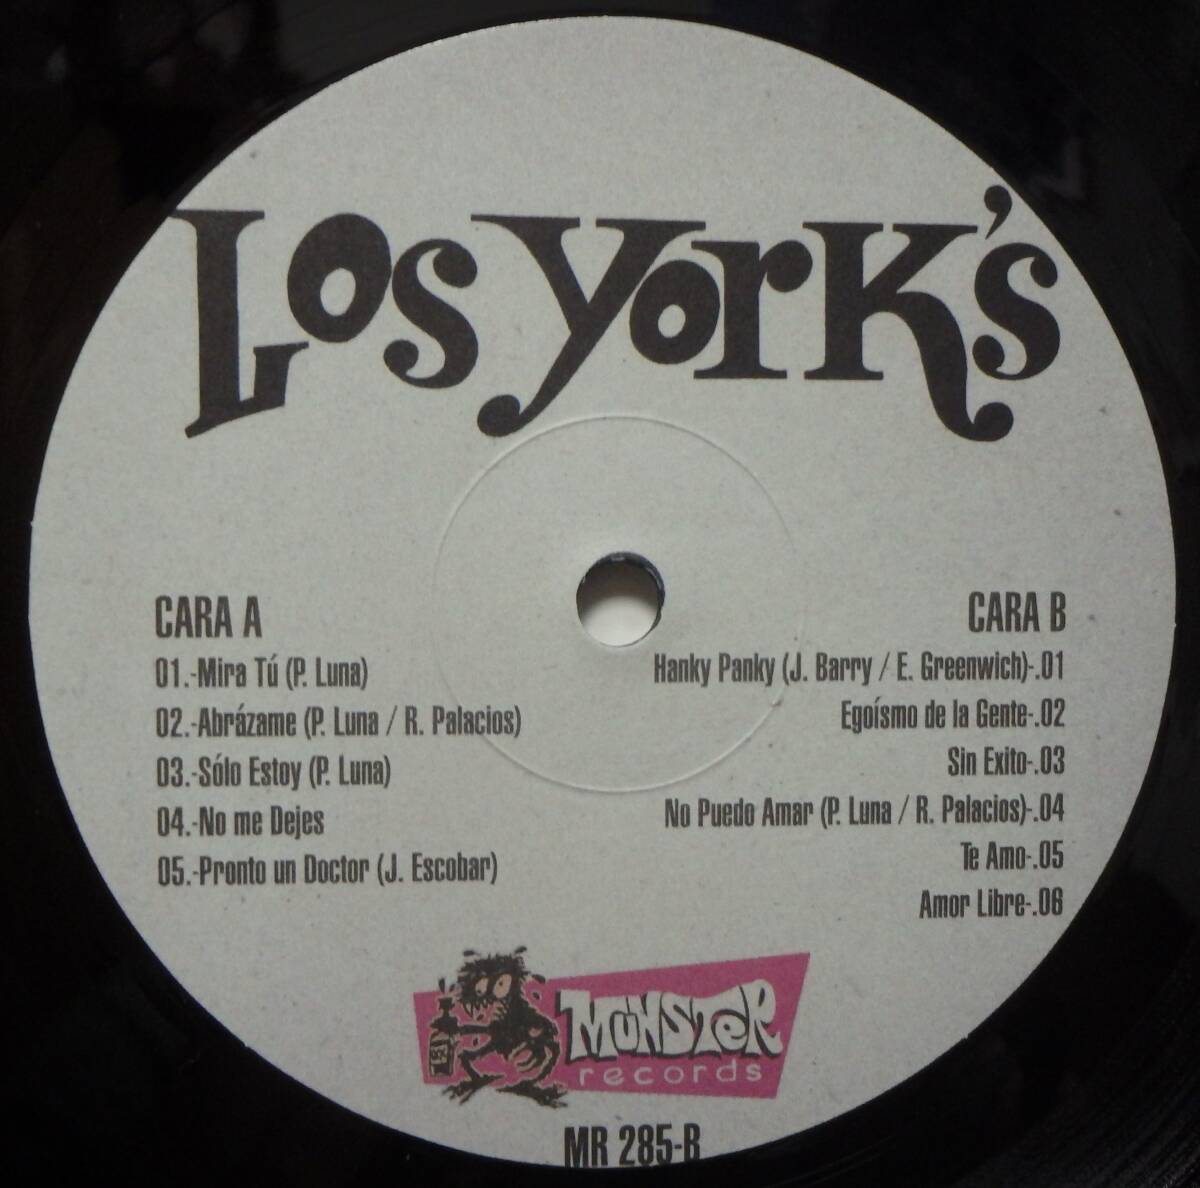 Los York's
CARA A
01.-Mira Tú (P. Luna)
02.-Abrázame (P. Luna / R. Palacios)
03.-Sólo Estoy (P. Luna)
04.-No me Dejes
05.-Pronto un Doctor (J. Escobar)
CARA B
Hanky Panky (J. Barry / E. Greenwich)-.01
Egoísmo de la Gente-.02
Sin Exito-.03
No Puedo Amar (P. Luna / R. Palacios)-.04
Te Amo-.05
Amor Libre-.06
MUNSTER
records
MR 285-B